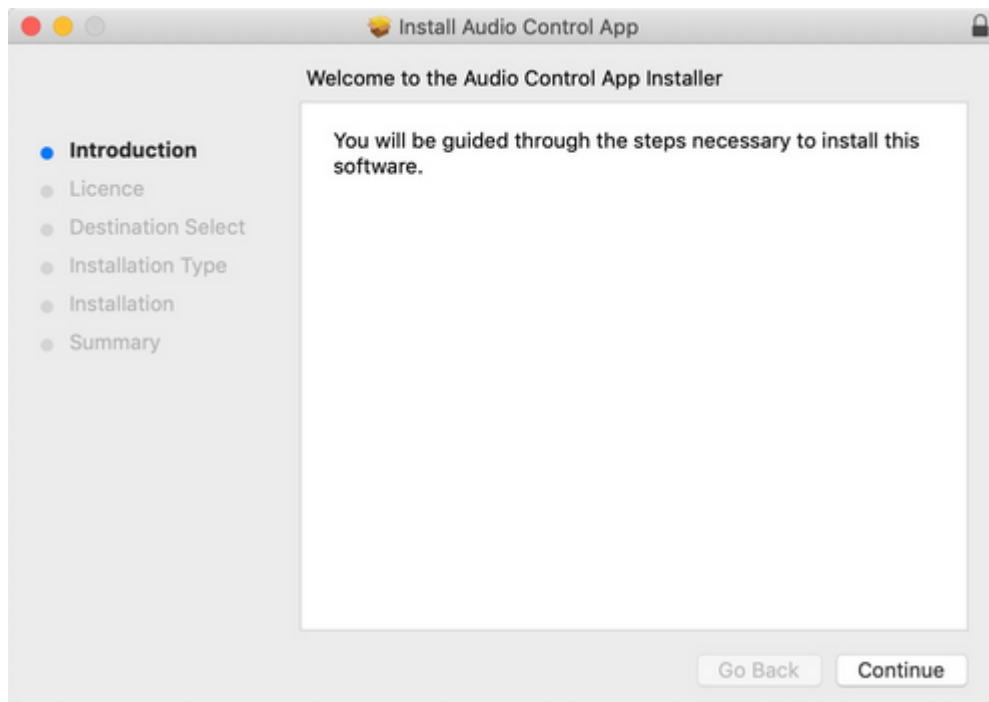 Install Audio Control App
Welcome to the Audio Control App Installer
Introduction
Licence
Destination Select
Installation Type
Installation
Summary
You will be guided through the steps necessary to install this
software.
Go Back
Continue